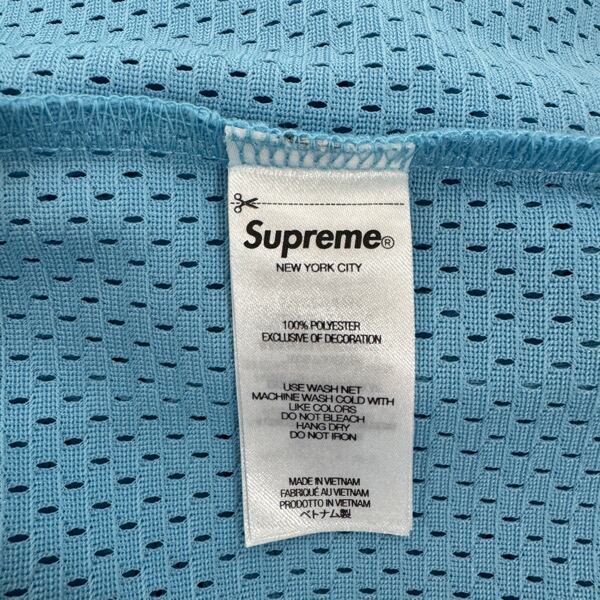 Supreme®
NEW YORK CITY
100% POLYESTER
EXCLUSIVE OF DECORATION
USE WASH NET
MACHINE WASH COLD WITH
LIKE COLORS
DO NOT BLEACH
HANG DRY
DO NOT IRON
MADE IN VIETNAM
FABRIQUÉ AU VIETNAM
PRODOTTO IN VIETNAM
ベトナム製